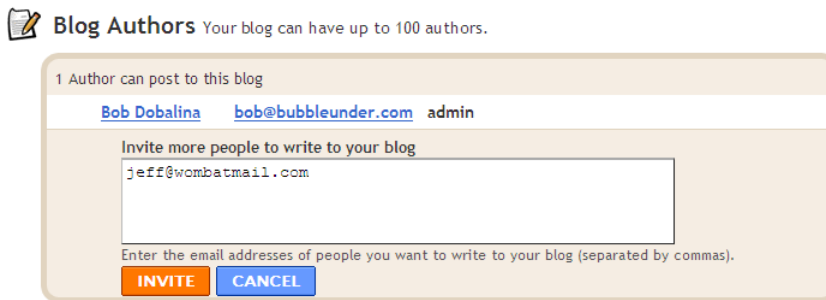 Blog Authors Your blog can have up to 100 authors.
1 Author can post to this blog
Bob Dobalina bob@bubbleunder.com admin
Invite more people to write to your blog
jeff@wombatmail.com
Enter the email addresses of people you want to write to your blog (separated by commas).
INVITE CANCEL